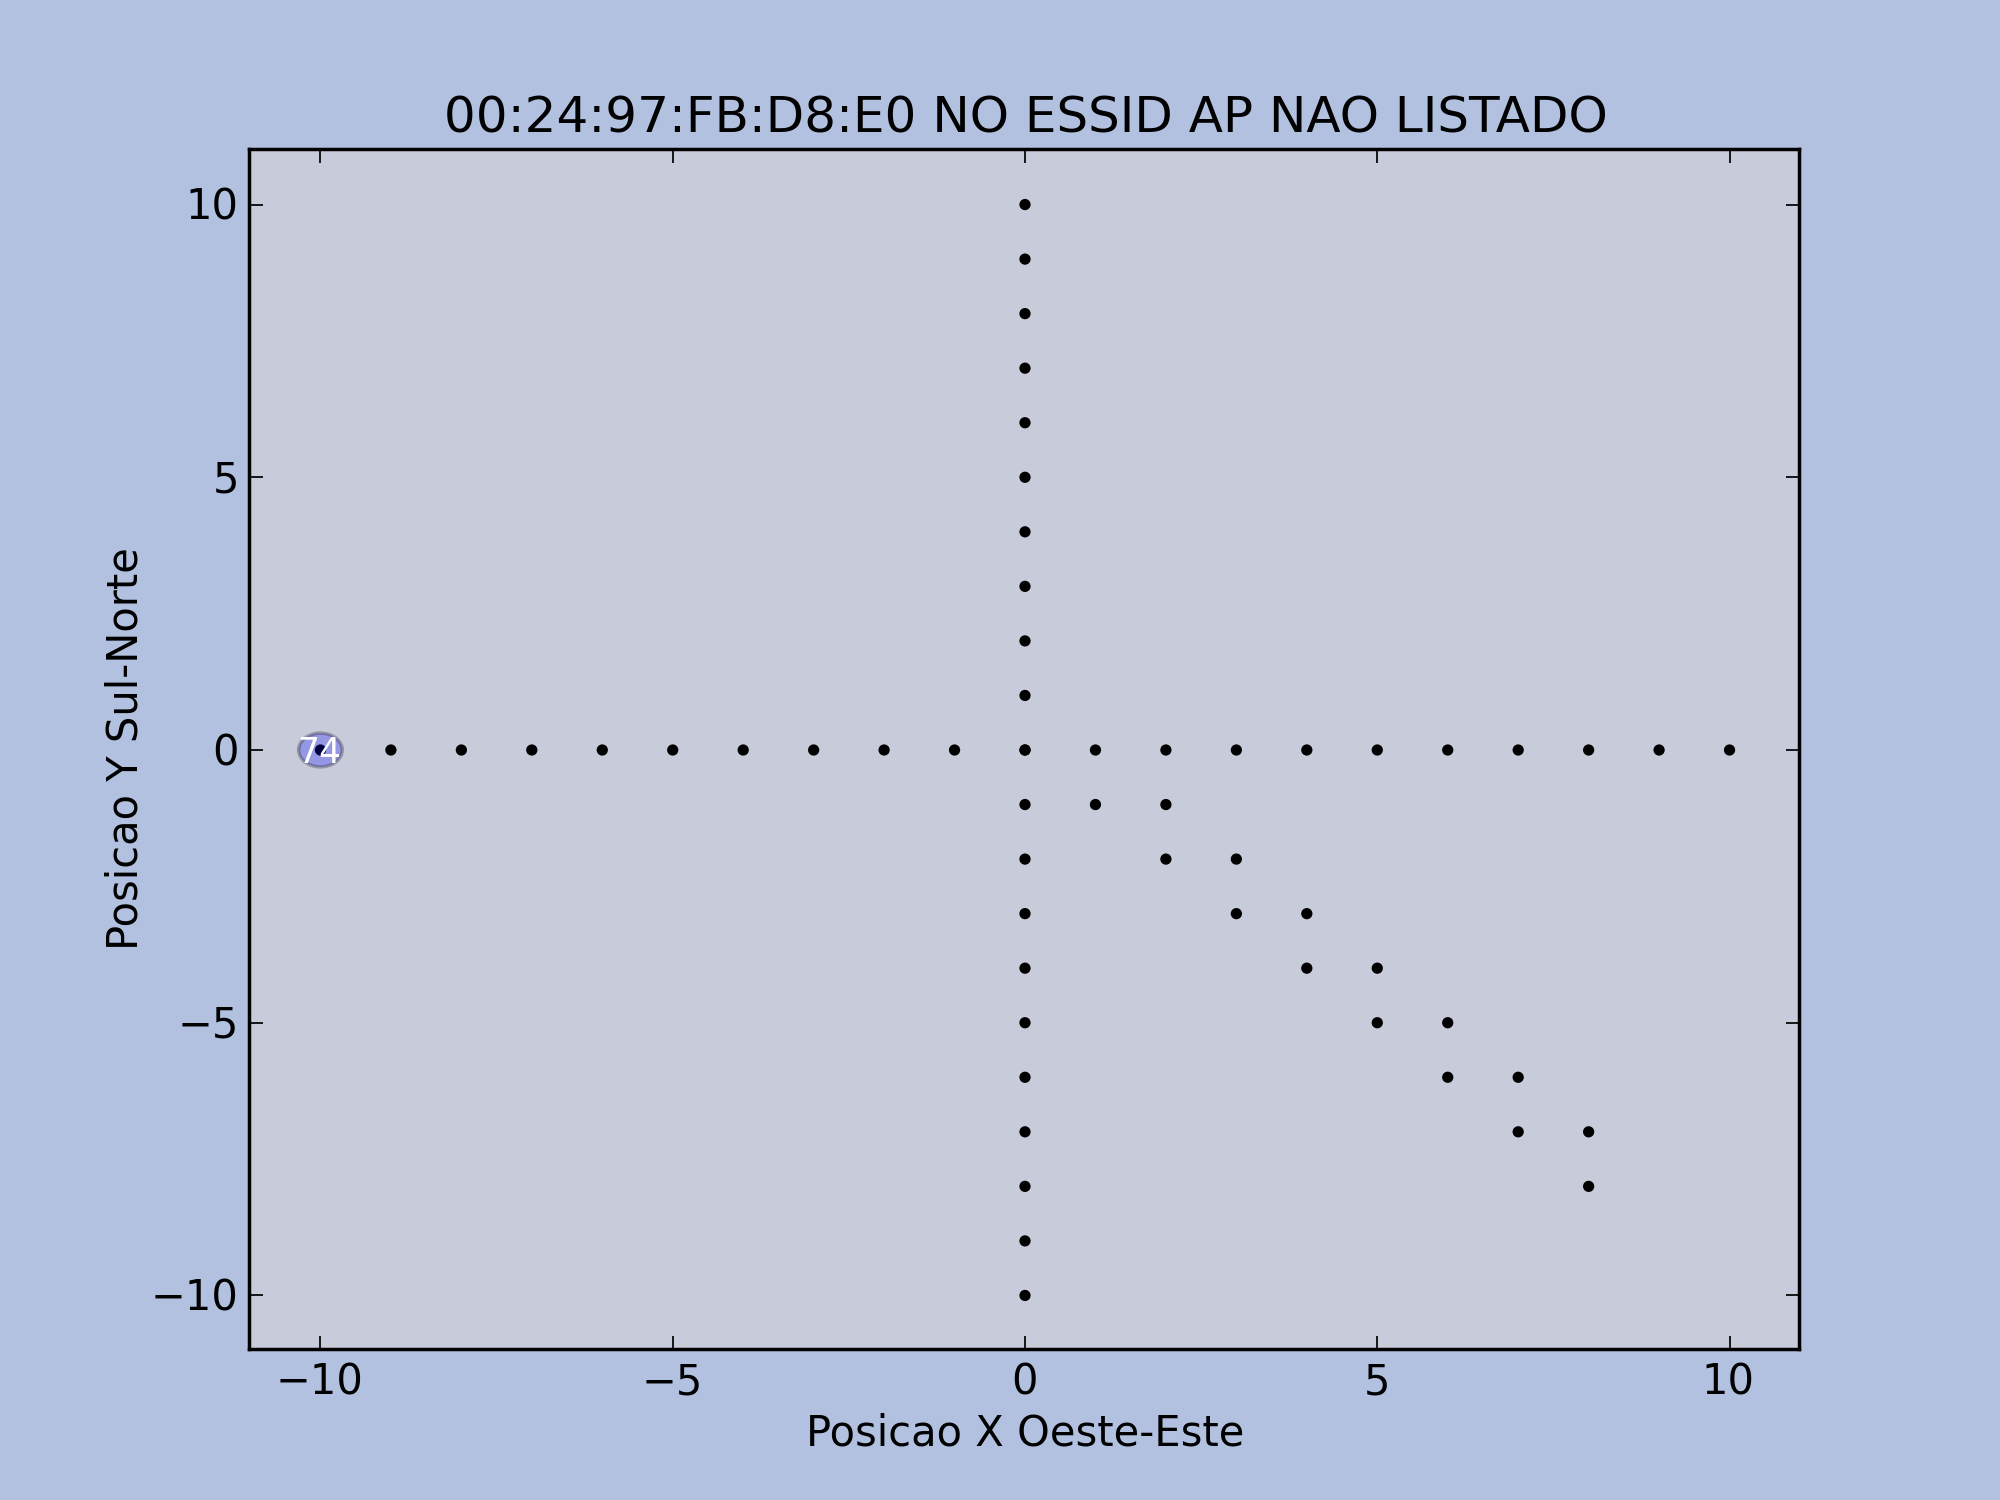 00:24:97:FB:D8:E0 NO ESSID AP NAO LISTADO
10
5
0
−5
−10
Posicao Y Sul-Norte
74
−10 −5 0 5 10
Posicao X Oeste-Este